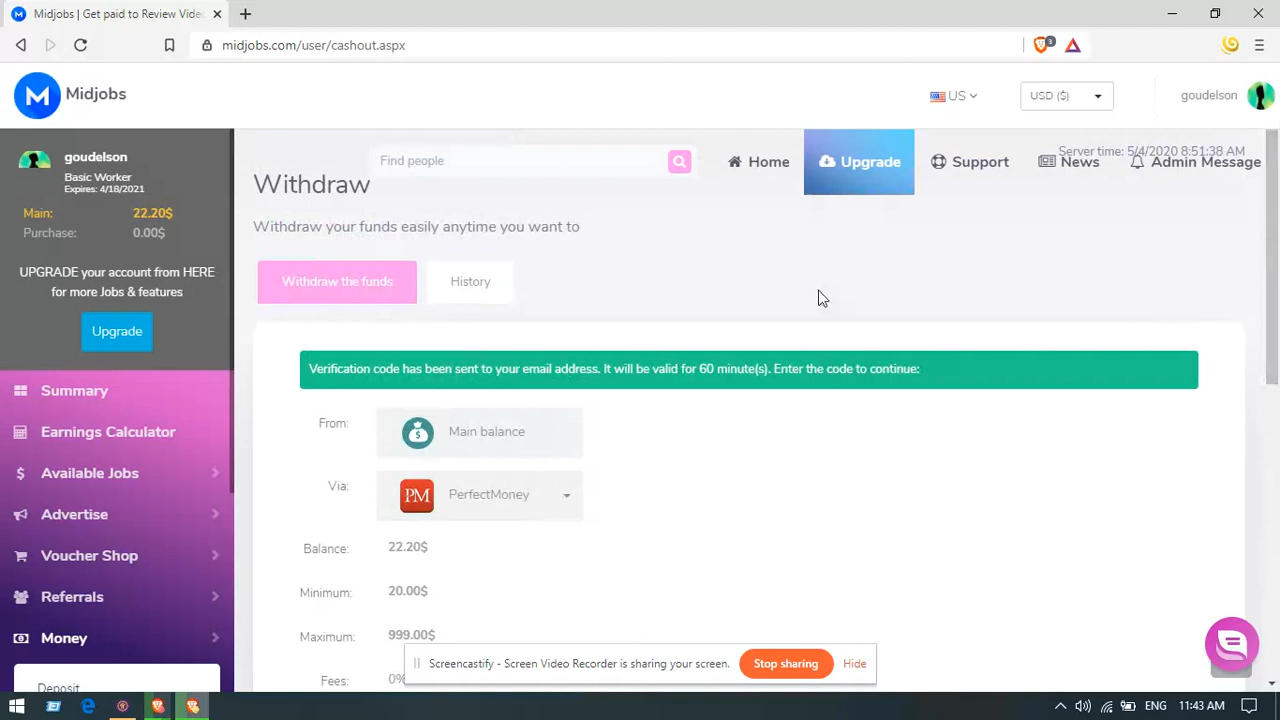 Midjobs | Get paid to Review Vide
midjobs.com/user/cashout.aspx
3
Midjobs
US
USD ($)
goudelson
goudelson
Basic Worker
Expires: 4/18/2021
Main: 22.20$
Purchase: 0.00$
UPGRADE your account from HERE
for more Jobs & features
Upgrade
Summary
Earnings Calculator
Available Jobs
Advertise
Voucher Shop
Referrals
Money
Deposit
Find people
Home
Upgrade
Support
News
Admin Message
Server time: 5/4/2020 8:51:38 AM
Withdraw
Withdraw your funds easily anytime you want to
Withdraw the funds
History
Verification code has been sent to your email address. It will be valid for 60 minute(s). Enter the code to continue:
From: Main balance
Via: PM PerfectMoney
Balance: 22.20$
Minimum: 20.00$
Maximum: 999.00$
Fees: 0%
Screencastify - Screen Video Recorder is sharing your screen.
Stop sharing
Hide
ENG
11:43 AM